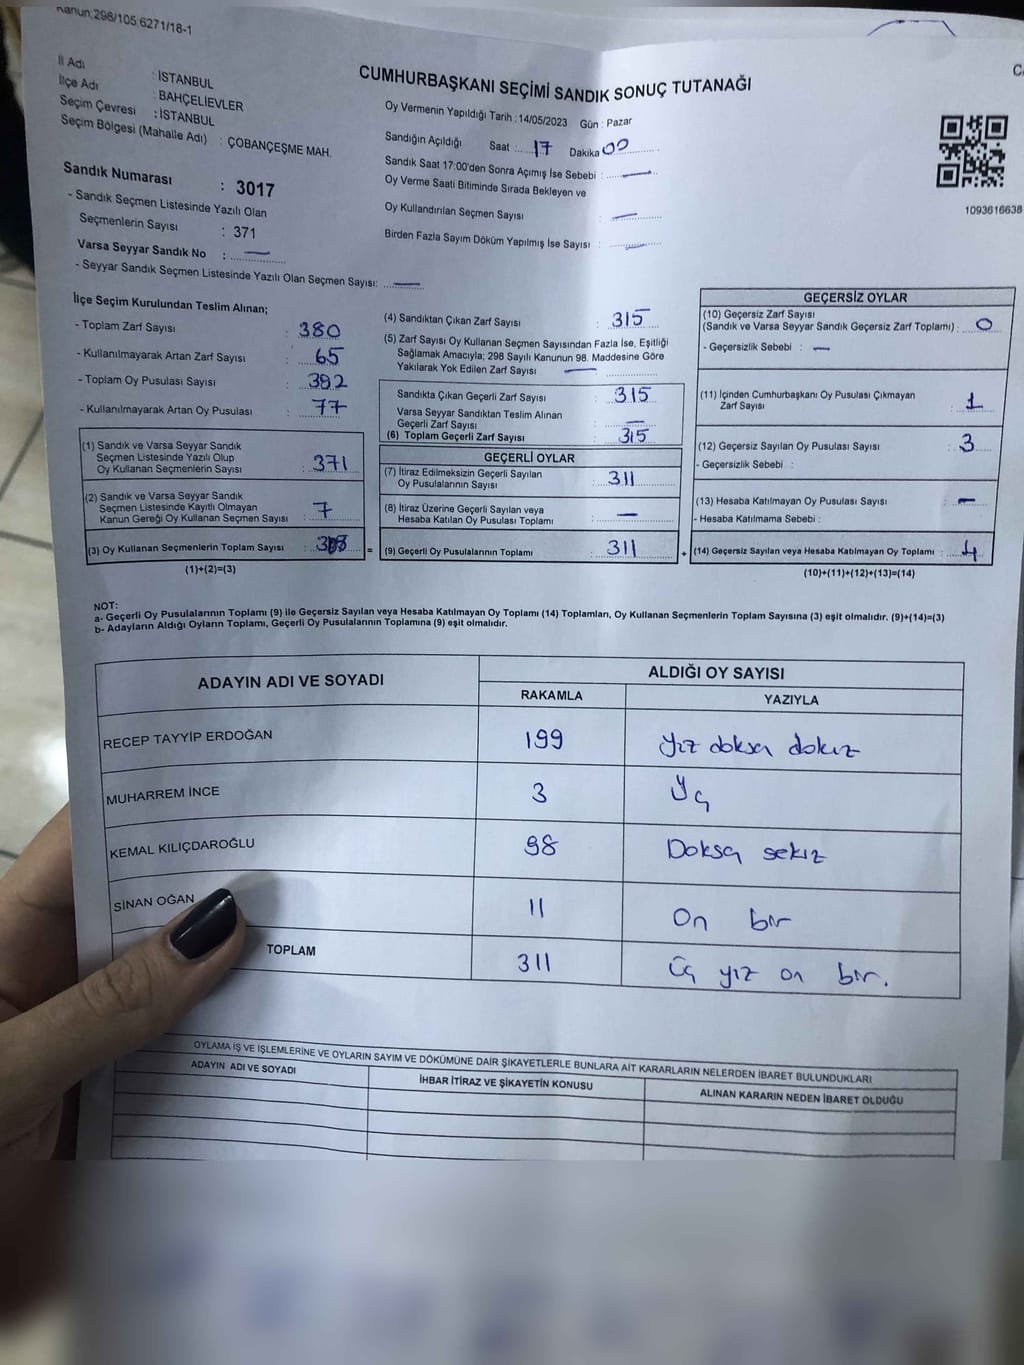 Kanun:298/105:6271/18-1
CUMHURBAŞKANI SEÇİMİ SANDIK SONUÇ TUTANAĞI
İl Adı : İSTANBUL
İlçe Adı : BAHÇELİEVLER
Seçim Çevresi : İSTANBUL
Seçim Bölgesi (Mahalle Adı) : ÇOBANÇEŞME MAH.
Sandık Numarası : 3017
- Sandık Seçmen Listesinde Yazılı Olan
Seçmenlerin Sayısı : 371
Varsa Seyyar Sandık No : —
- Seyyar Sandık Seçmen Listesinde Yazılı Olan Seçmen Sayısı: —
Oy Vermenin Yapıldığı Tarih : 14/05/2023 Gün : Pazar
Sandığın Açıldığı Saat : 17 Dakika 00
Sandık Saat 17:00'den Sonra Açılmış İse Sebebi : —
Oy Verme Saati Bitiminde Sırada Bekleyen ve
Oy Kullandırılan Seçmen Sayısı : —
Birden Fazla Sayım Döküm Yapılmış İse Sayısı : —
1093616638
İlçe Seçim Kurulundan Teslim Alınan;
- Toplam Zarf Sayısı : 380
- Kullanılmayarak Artan Zarf Sayısı : 65
- Toplam Oy Pusulası Sayısı : 392
- Kullanılmayarak Artan Oy Pusulası : 77
(1) Sandık ve Varsa Seyyar Sandık
Seçmen Listesinde Yazılı Olup
Oy Kullanan Seçmenlerin Sayısı : 371
(2) Sandık ve Varsa Seyyar Sandık
Seçmen Listesinde Kayıtlı Olmayan
Kanun Gereği Oy Kullanan Seçmen Sayısı : 7
(3) Oy Kullanan Seçmenlerin Toplam Sayısı :
(1)+(2)=(3)
(4) Sandıktan Çıkan Zarf Sayısı : 315
(5) Zarf Sayısı Oy Kullanan Seçmen Sayısından Fazla İse, Eşitliği
Sağlamak Amacıyla; 298 Sayılı Kanunun 98. Maddesine Göre
Yakılarak Yok Edilen Zarf Sayısı —
Sandıkta Çıkan Geçerli Zarf Sayısı : 315
Varsa Seyyar Sandıktan Teslim Alınan
Geçerli Zarf Sayısı : —
(6) Toplam Geçerli Zarf Sayısı : 315
GEÇERLİ OYLAR
(7) İtiraz Edilmeksizin Geçerli Sayılan
Oy Pusulalarının Sayısı : 311
(8) İtiraz Üzerine Geçerli Sayılan veya
Hesaba Katılan Oy Pusulası Toplamı : —
= (9) Geçerli Oy Pusulalarının Toplamı : 311 +
GEÇERSİZ OYLAR
(10) Geçersiz Zarf Sayısı
(Sandık ve Varsa Seyyar Sandık Geçersiz Zarf Toplamı) : 0
- Geçersizlik Sebebi : —
(11) İçinden Cumhurbaşkanı Oy Pusulası Çıkmayan
Zarf Sayısı : 1
(12) Geçersiz Sayılan Oy Pusulası Sayısı : 3
- Geçersizlik Sebebi :
(13) Hesaba Katılmayan Oy Pusulası Sayısı : —
- Hesaba Katılmama Sebebi :
(14) Geçersiz Sayılan veya Hesaba Katılmayan Oy Toplamı : 4
(10)+(11)+(12)+(13)=(14)
NOT:
a- Geçerli Oy Pusulalarının Toplamı (9) ile Geçersiz Sayılan veya Hesaba Katılmayan Oy Toplamı (14) Toplamları, Oy Kullanan Seçmenlerin Toplam Sayısına (3) eşit olmalıdır. (9)+(14)=(3)
b- Adayların Aldığı Oyların Toplamı, Geçerli Oy Pusulalarının Toplamına (9) eşit olmalıdır.
ADAYIN ADI VE SOYADI ALDIĞI OY SAYISI
RAKAMLA YAZIYLA
RECEP TAYYİP ERDOĞAN 199 Yüz doksan dokuz
MUHARREM İNCE 3 Üç
KEMAL KILIÇDAROĞLU 98 Doksan sekiz
SİNAN OĞAN 11 On bir
TOPLAM 311 Üç yüz on bir.
OYLAMA İŞ VE İŞLEMLERİNE VE OYLARIN SAYIM VE DÖKÜMÜNE DAİR ŞİKAYETLERLE BUNLARA AİT KARARLARIN NELERDEN İBARET BULUNDUKLARI
ADAYIN ADI VE SOYADI İHBAR İTİRAZ VE ŞİKAYETİN KONUSU ALINAN KARARIN NEDEN İBARET OLDUĞU